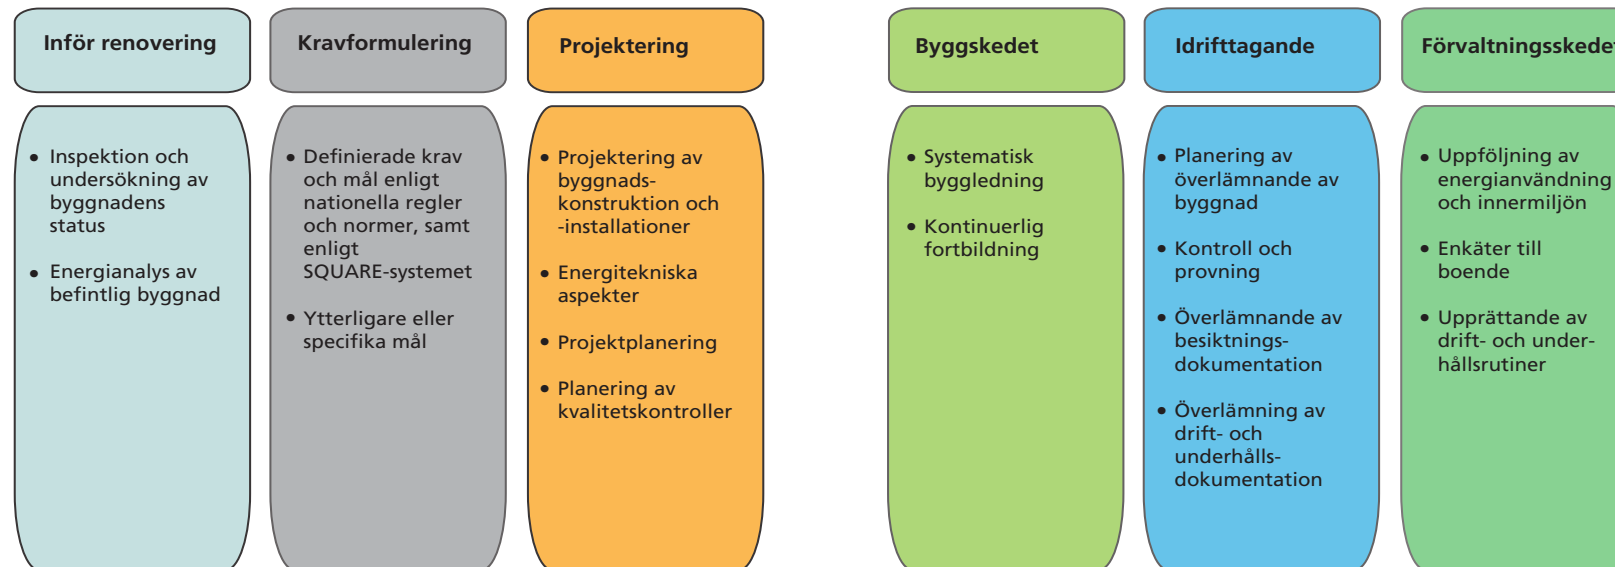 Inför renovering
• Inspektion och
undersökning av
byggnadens
status
• Energianalys av
befintlig byggnad
Kravformulering
• Definierade krav
och mål enligt
nationella regler
och normer, samt
enligt
SQUARE-systemet
• Ytterligare eller
specifika mål
Projektering
• Projektering av
byggnads-
konstruktion och
-installationer
• Energitekniska
aspekter
• Projektplanering
• Planering av
kvalitetskontroller
Byggskedet
• Systematisk
byggledning
• Kontinuerlig
fortbildning
Idrifttagande
• Planering av
överlämnande av
byggnad
• Kontroll och
provning
• Överlämnande av
besiktnings-
dokumentation
• Överlämning av
drift- och
underhålls-
dokumentation
Förvaltningsskedet
• Uppföljning av
energianvändning
och innermiljön
• Enkäter till
boende
• Upprättande av
drift- och under-
hållsrutiner